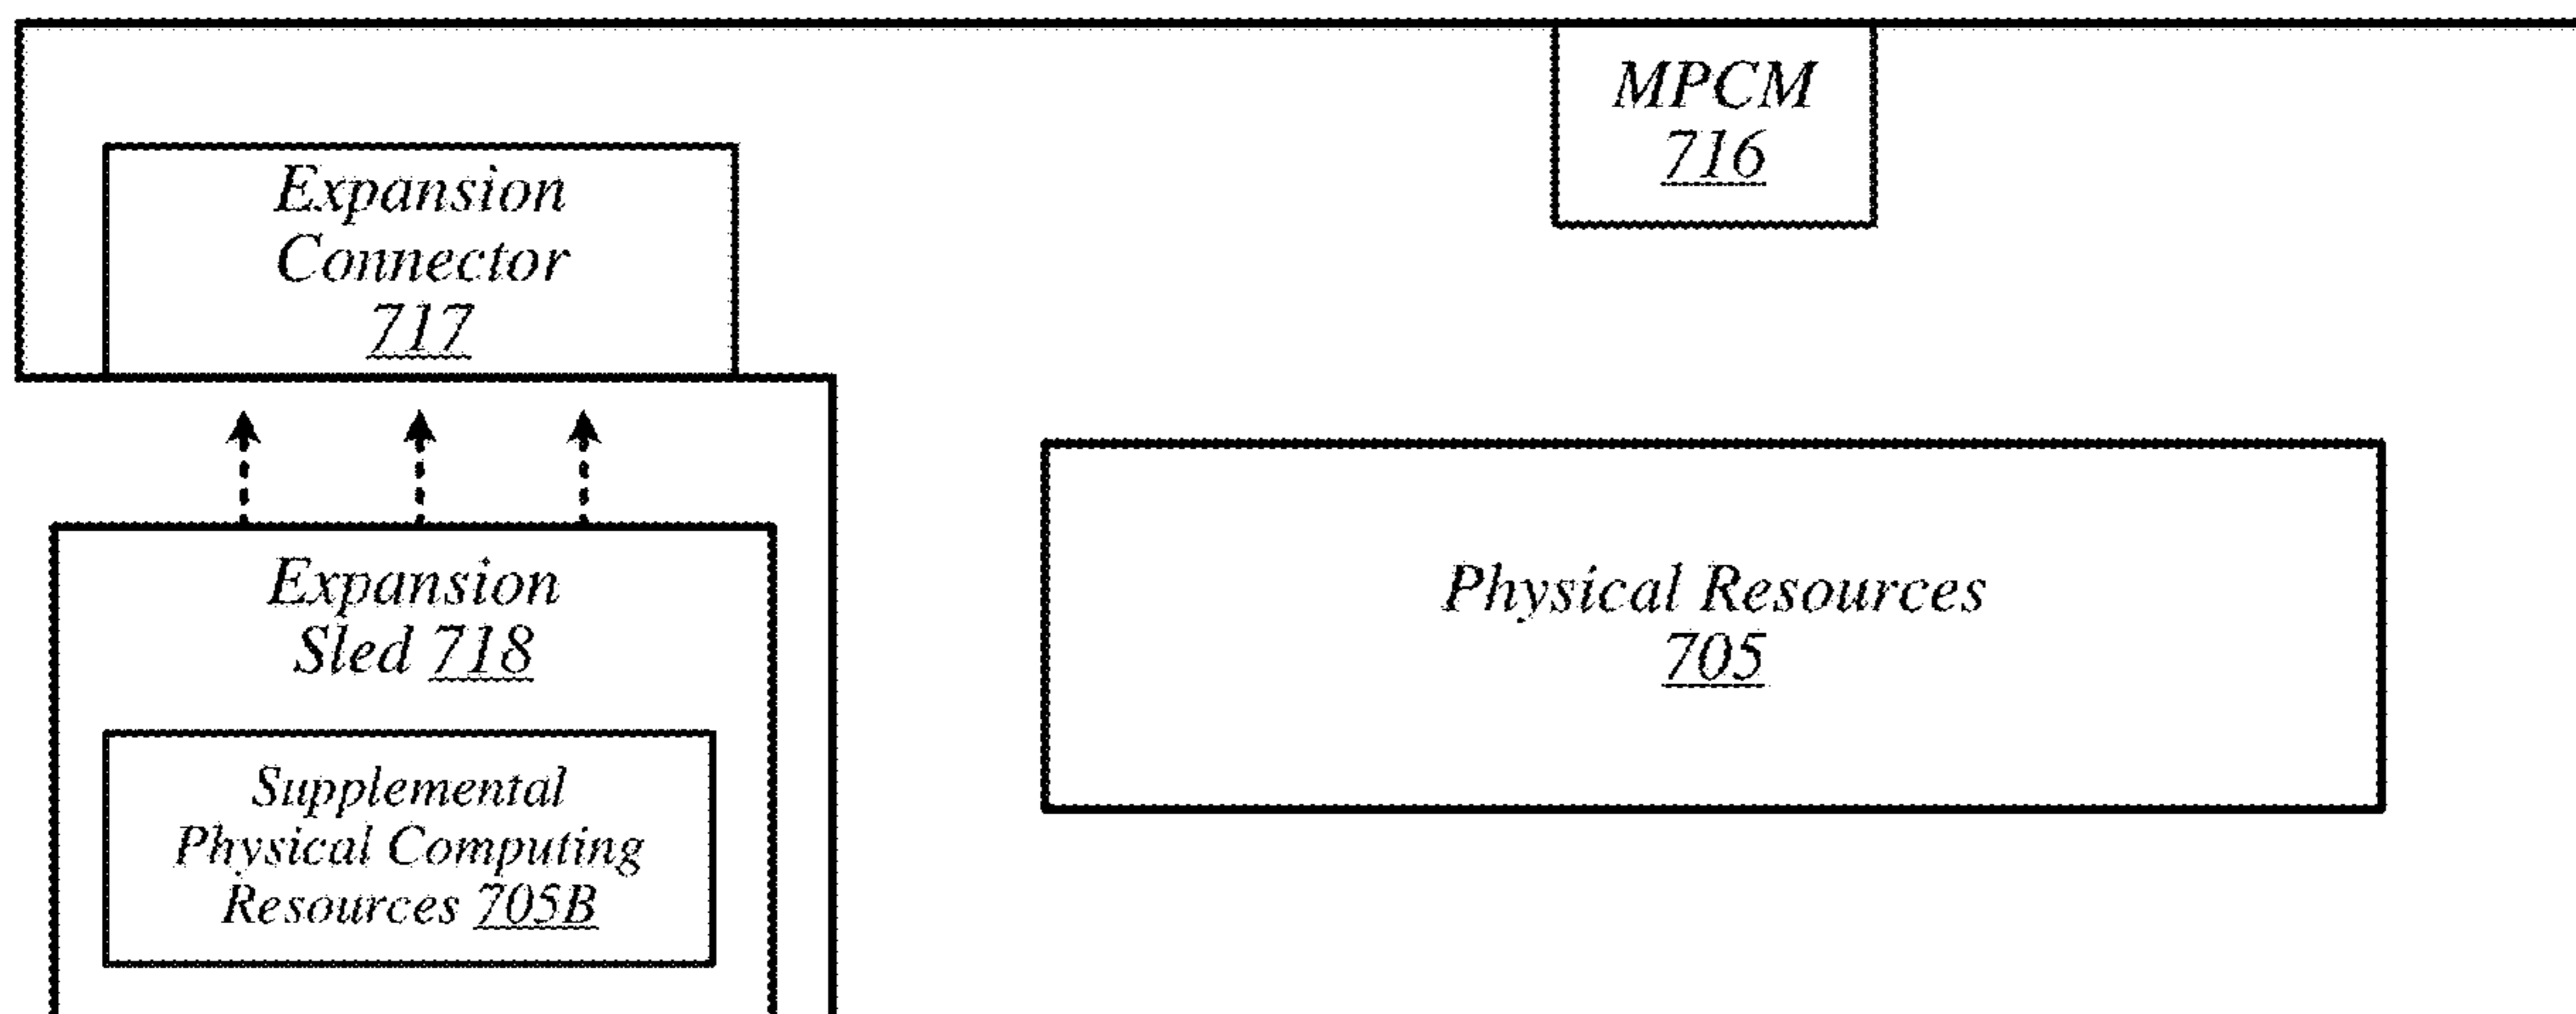 MPCM
716
Expansion
Connector
717
Expansion
Sled 718
Physical Resources
705
Supplemental
Physical Computing
Resources 705B